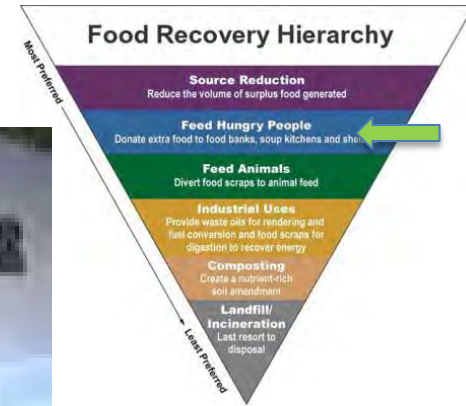 Food Recovery Hierarchy
Most Preferred
Source Reduction
Reduce the volume of surplus food generated
Feed Hungry People
Donate extra food to food banks, soup kitchens and
Feed Animals
Divert food scraps to animal feed
Industrial Uses
Provide waste oils for rendering and
fuel conversion and food scraps for
digestion to recover energy
Composting
Create a nutrient-rich
soil amendment
Landfill/
Incineration
Last resort to
disposal
Least Preferred